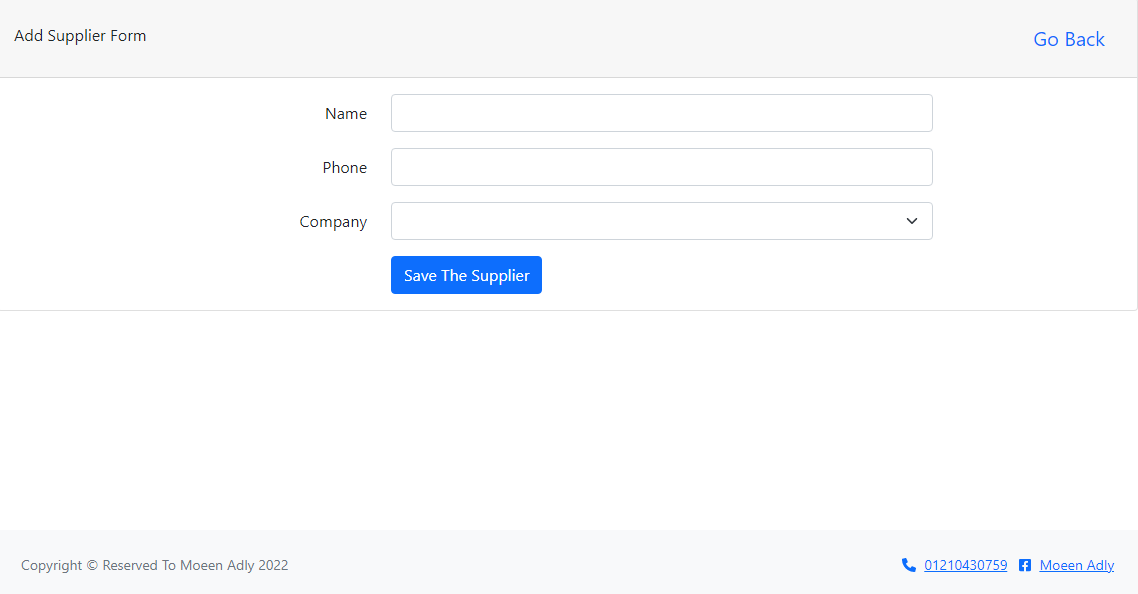 Add Supplier Form
Go Back
Name
Phone
Company
Save The Supplier
Copyright © Reserved To Moeen Adly 2022
01210430759 Moeen Adly